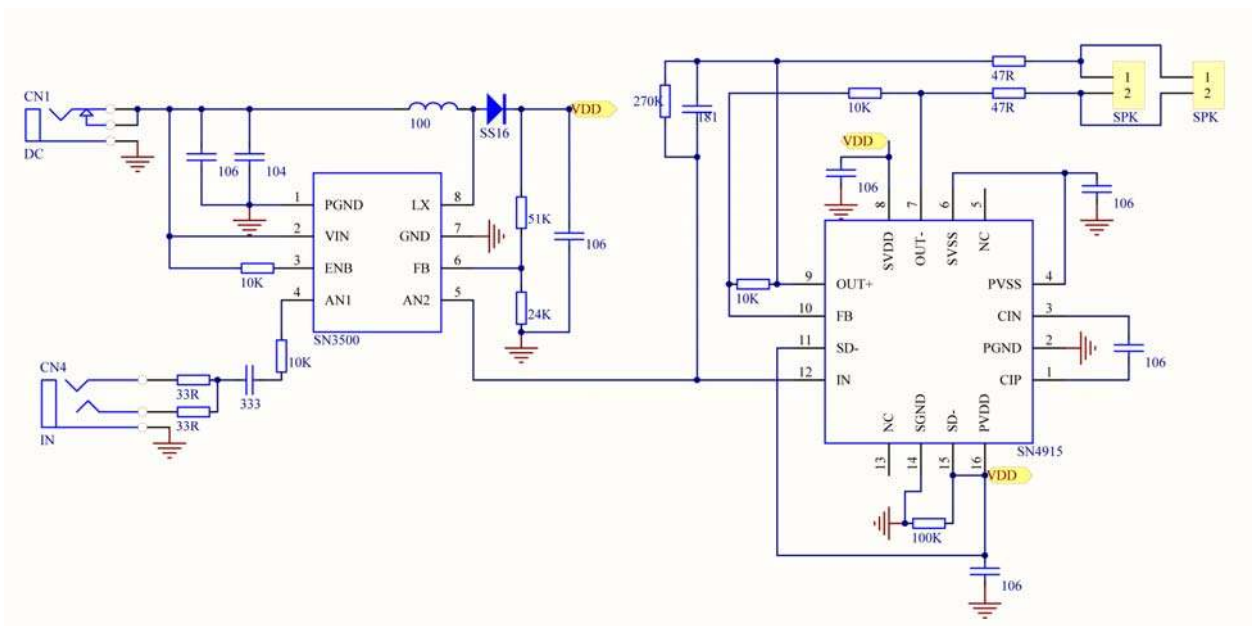 CN1
DC
106
104
100
SS16
VDD
1
PGND
LX
8
2
VIN
GND
7
3
ENB
FB
6
4
AN1
AN2
5
10K
SN3500
51K
24K
106
CN4
IN
33R
33R
333
10K
270K
181
10K
47R
47R
1
2
SPK
1
2
SPK
VDD
106
8
7
6
5
SVDD
OUT-
SVSS
NC
106
10K
9
OUT+
PVSS
4
10
FB
CIN
3
11
SD-
PGND
2
12
IN
CIP
1
106
NC
SGND
SD-
PVDD
SN4915
13
14
15
16
VDD
100K
106